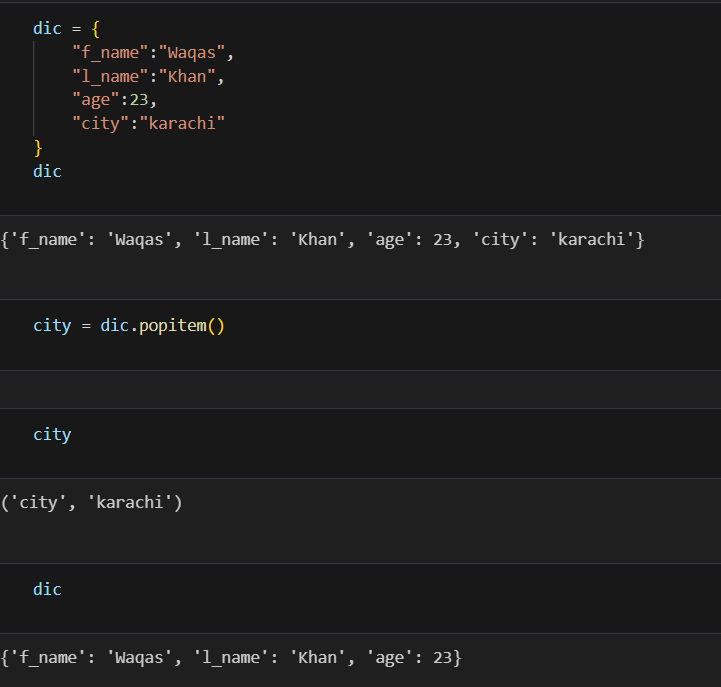 dic = {
    "f_name":"Waqas",
    "l_name":"Khan",
    "age":23,
    "city":"karachi"
}
dic
{'f_name': 'Waqas', 'l_name': 'Khan', 'age': 23, 'city': 'karachi'}
city = dic.popitem()
city
('city', 'karachi')
dic
{'f_name': 'Waqas', 'l_name': 'Khan', 'age': 23}